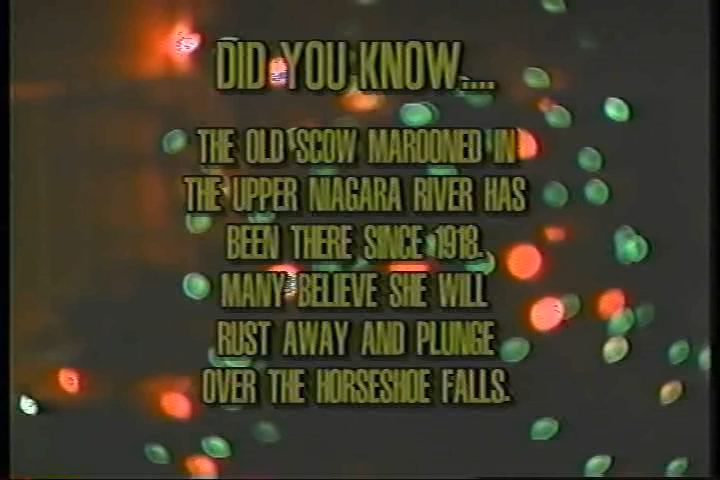 DID YOU KNOW....
THE OLD SCOW MAROONED IN
THE UPPER NIAGARA RIVER HAS
BEEN THERE SINCE 1918.
MANY BELIEVE SHE WILL
RUST AWAY AND PLUNGE
OVER THE HORSESHOE FALLS.